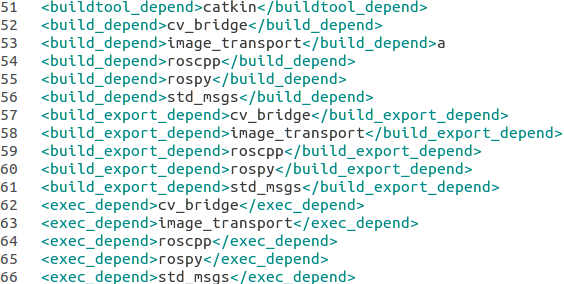 51 <buildtool_depend>catkin</buildtool_depend>
52 <build_depend>cv_bridge</build_depend>
53 <build_depend>image_transport</build_depend>a
54 <build_depend>roscpp</build_depend>
55 <build_depend>rospy</build_depend>
56 <build_depend>std_msgs</build_depend>
57 <build_export_depend>cv_bridge</build_export_depend>
58 <build_export_depend>image_transport</build_export_depend>
59 <build_export_depend>roscpp</build_export_depend>
60 <build_export_depend>rospy</build_export_depend>
61 <build_export_depend>std_msgs</build_export_depend>
62 <exec_depend>cv_bridge</exec_depend>
63 <exec_depend>image_transport</exec_depend>
64 <exec_depend>roscpp</exec_depend>
65 <exec_depend>rospy</exec_depend>
66 <exec_depend>std_msgs</exec_depend>